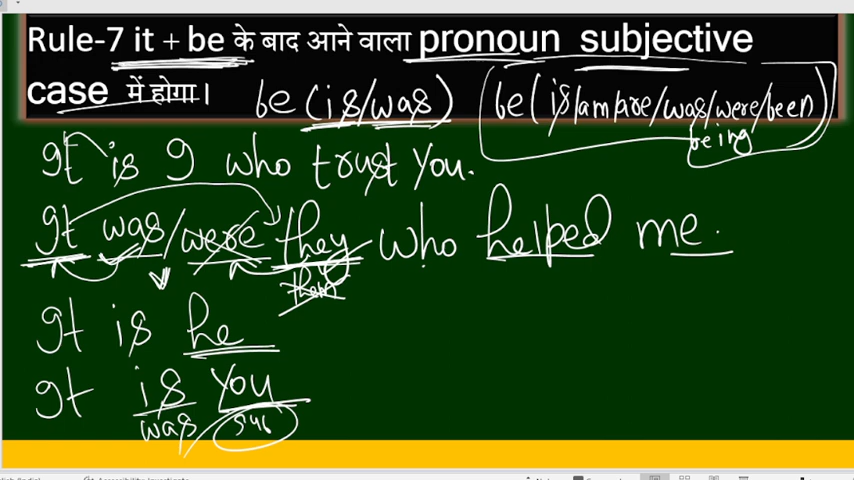 Rule-7 it + be के बाद आने वाला pronoun subjective
case में होगा।
be (is/was)
be (is/am/are/was/were/been)
being
It is I who trust you.
It was/were they who helped me.
them
It is he
It is you
was